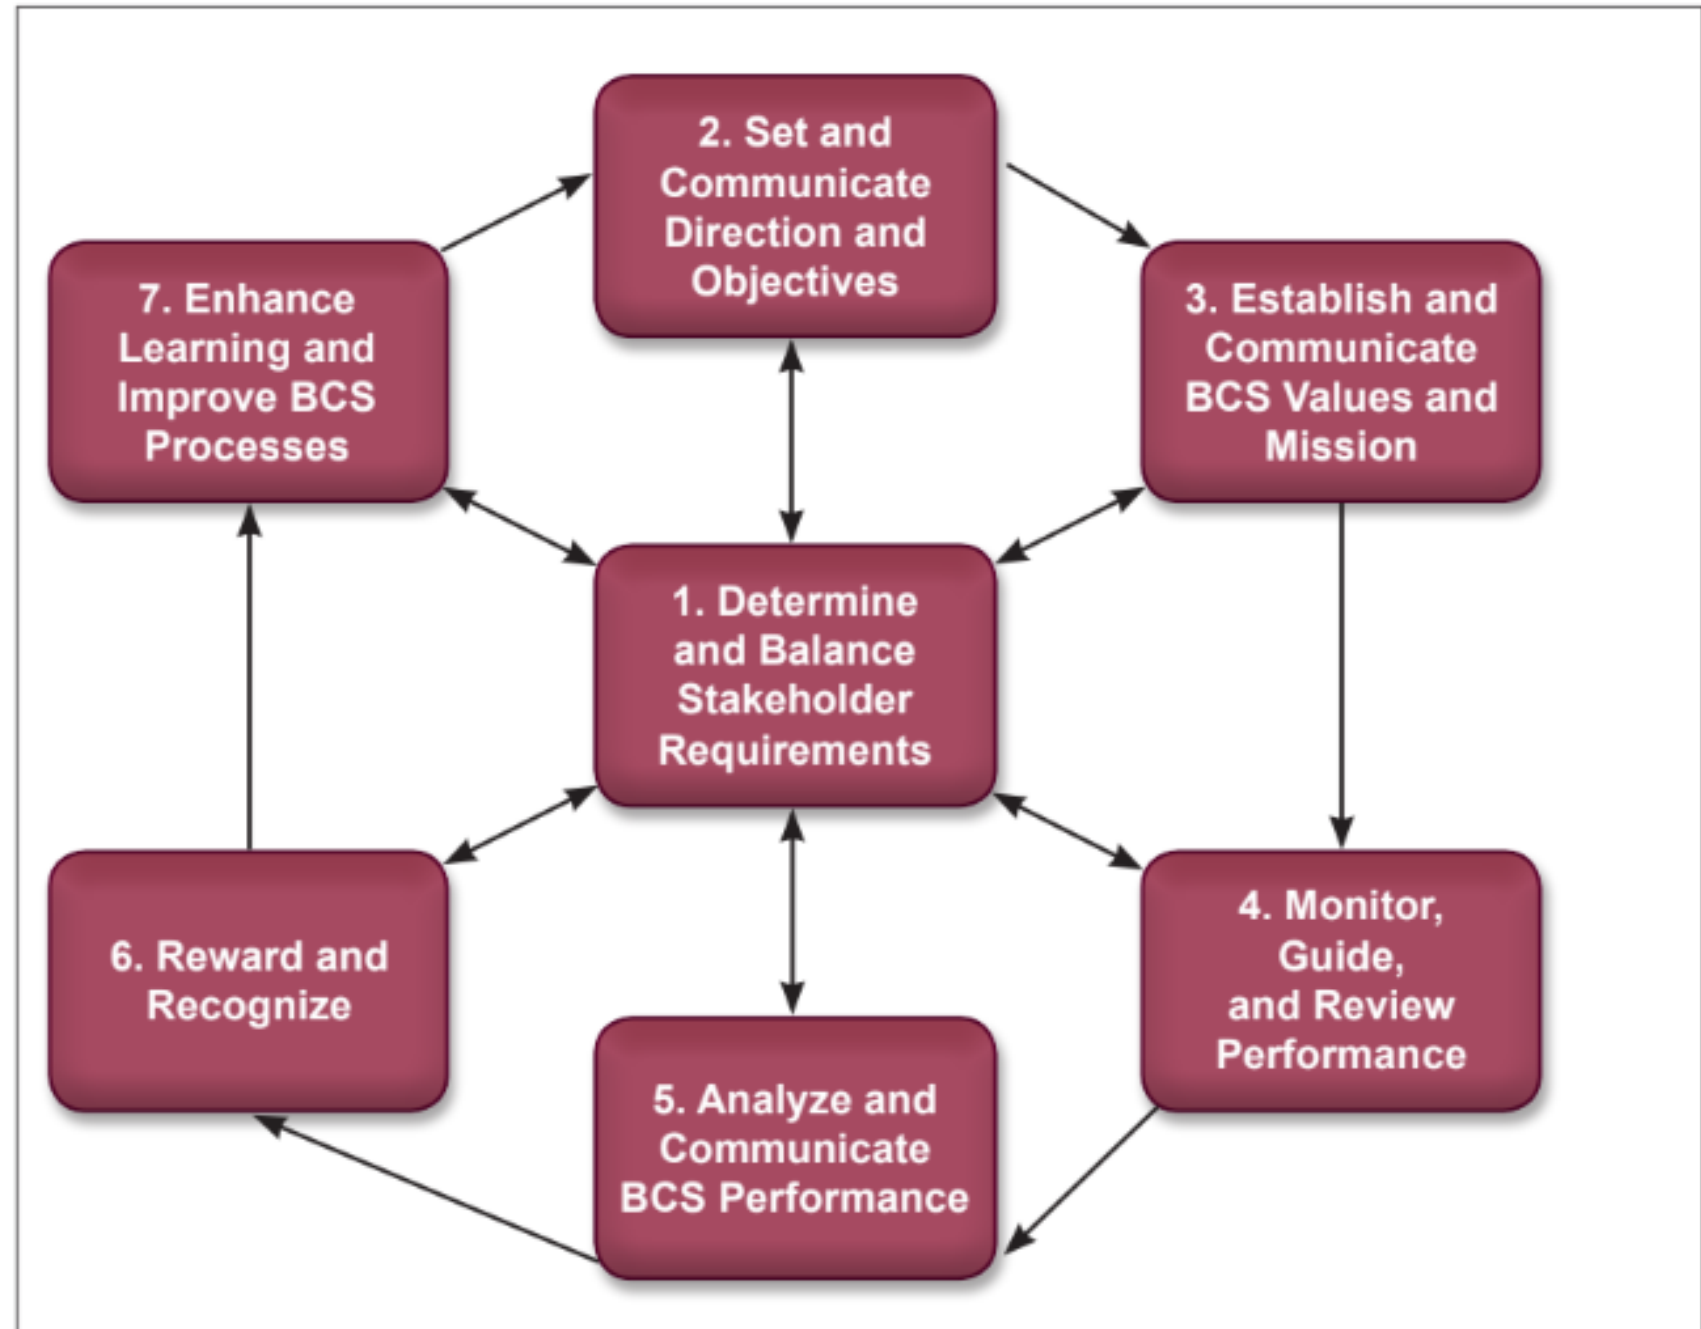 2. Set and
Communicate
Direction and
Objectives
7. Enhance
Learning and
Improve BCS
Processes
3. Establish and
Communicate
BCS Values and
Mission
1. Determine
and Balance
Stakeholder
Requirements
6. Reward and
Recognize
4. Monitor,
Guide,
and Review
Performance
5. Analyze and
Communicate
BCS Performance